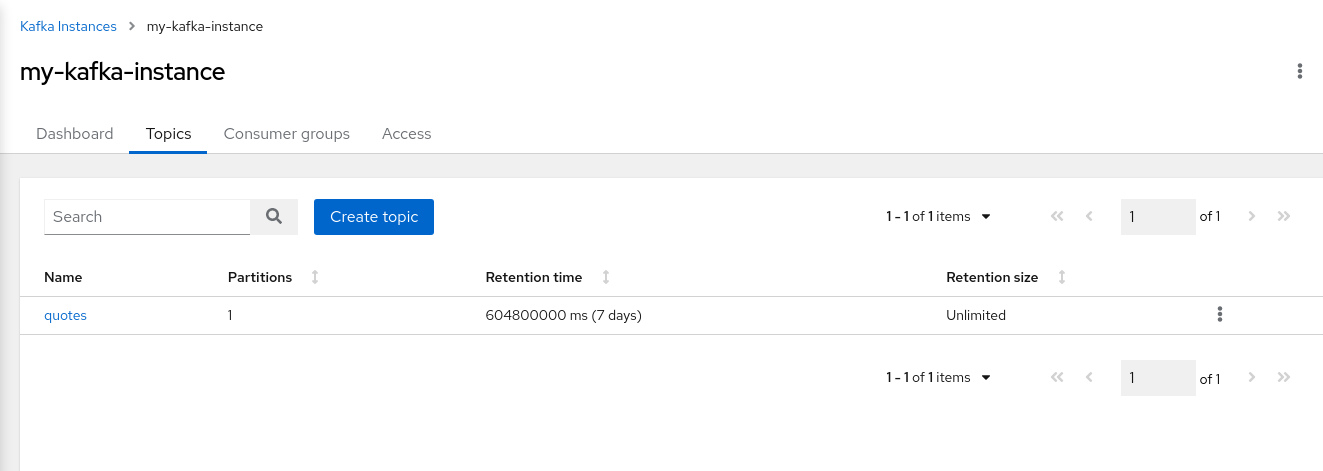 Kafka Instances my-kafka-instance
my-kafka-instance
Dashboard Topics Consumer groups Access
Search Create topic 1 - 1 of 1 items 1 of 1
Name Partitions Retention time Retention size
quotes 1 604800000 ms (7 days) Unlimited
1 - 1 of 1 items 1 of 1